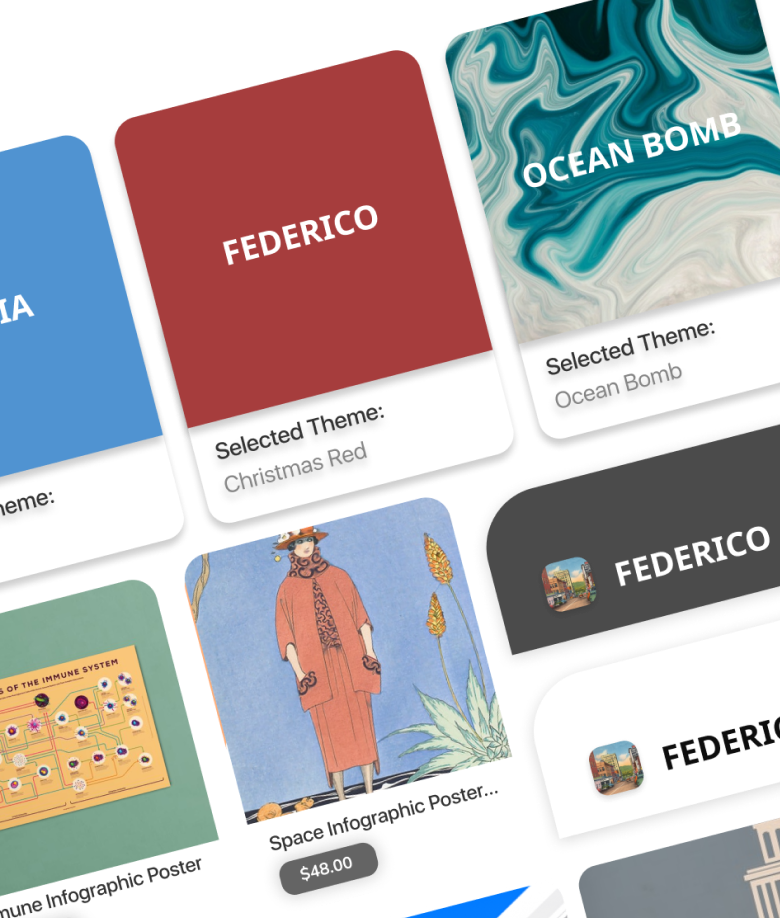 OCEAN BOMB
Selected Theme:
Ocean Bomb
FEDERICO
Selected Theme:
Christmas Red
FEDERICO
FEDERIC
Space Infographic Poster...
$48.00
S OF THE IMMUNE SYSTEM
mune Infographic Poster
IA
heme: